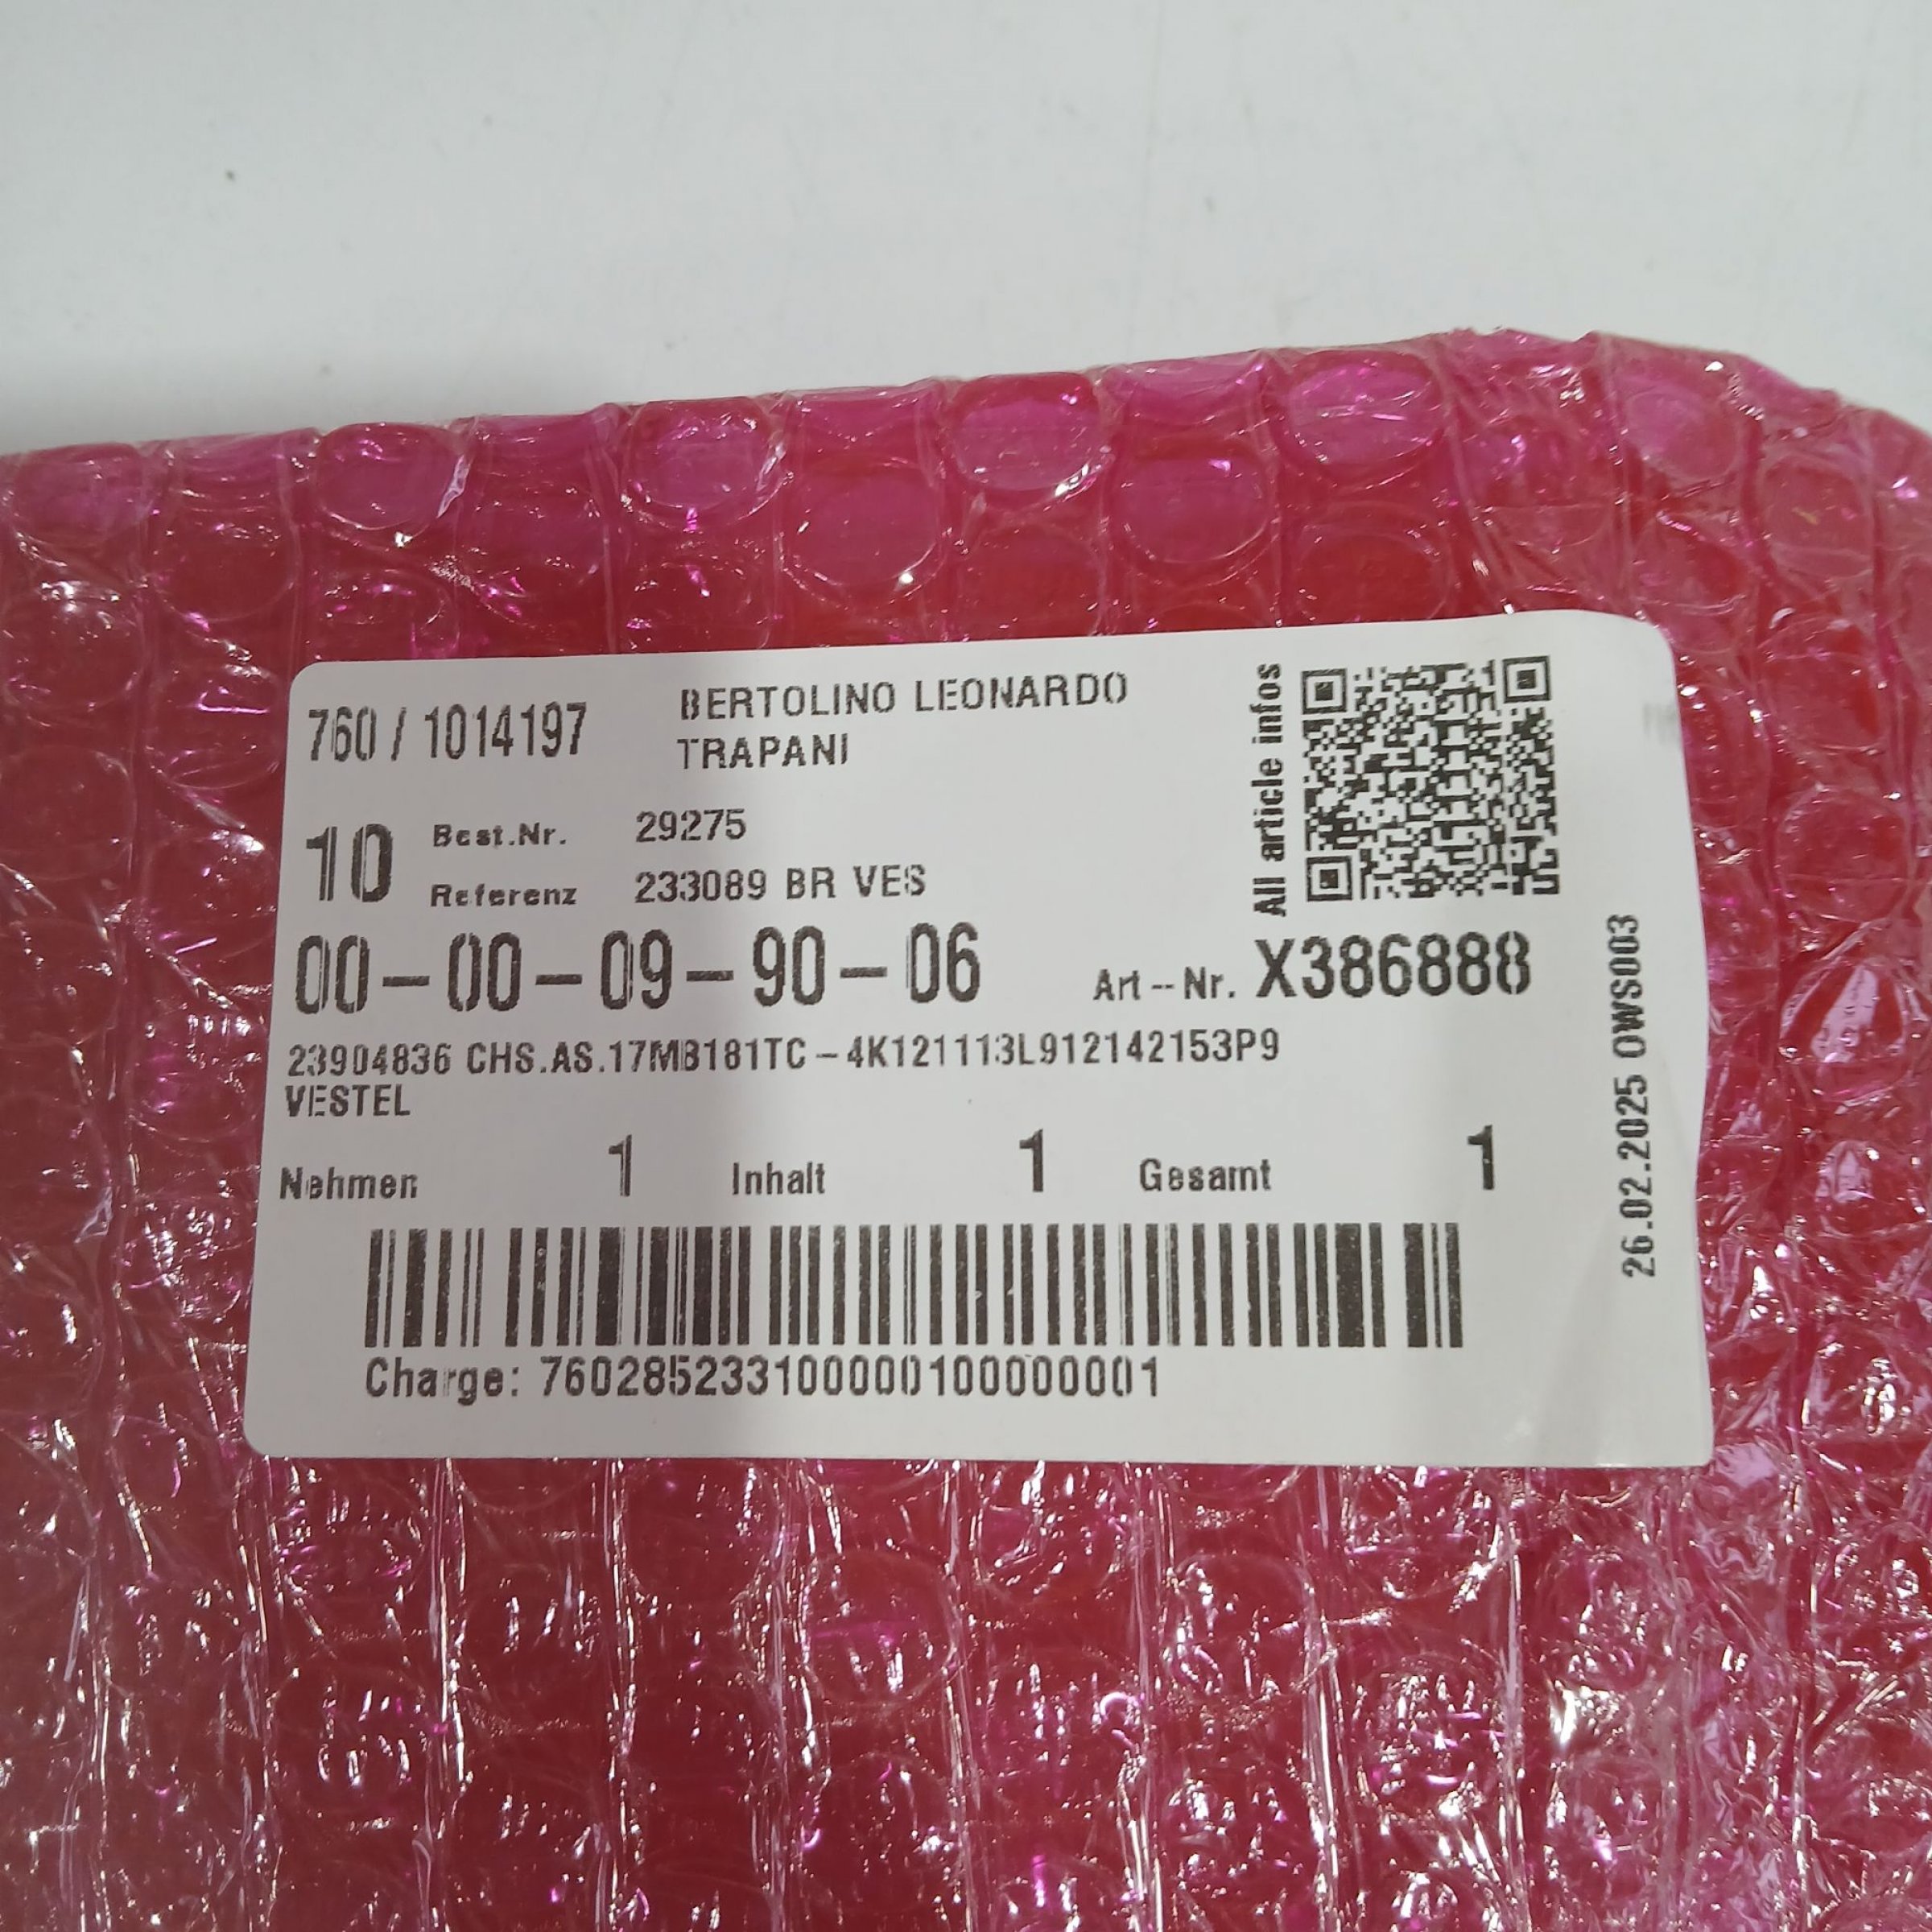 760 / 1014197
BERTOLINO LEONARDO
TRAPANI
All article infos
10
Best.Nr. 29275
Referenz 233089 BR VES
00-00-09-90-06
Art-Nr. X386888
23904836 CHS.AS.17MB181TC-4K121113L912142153P9
VESTEL
Nehmen 1 Inhalt 1 Gesamt 1
Charge: 760285233100000100000001
26.02.2025 OWS003